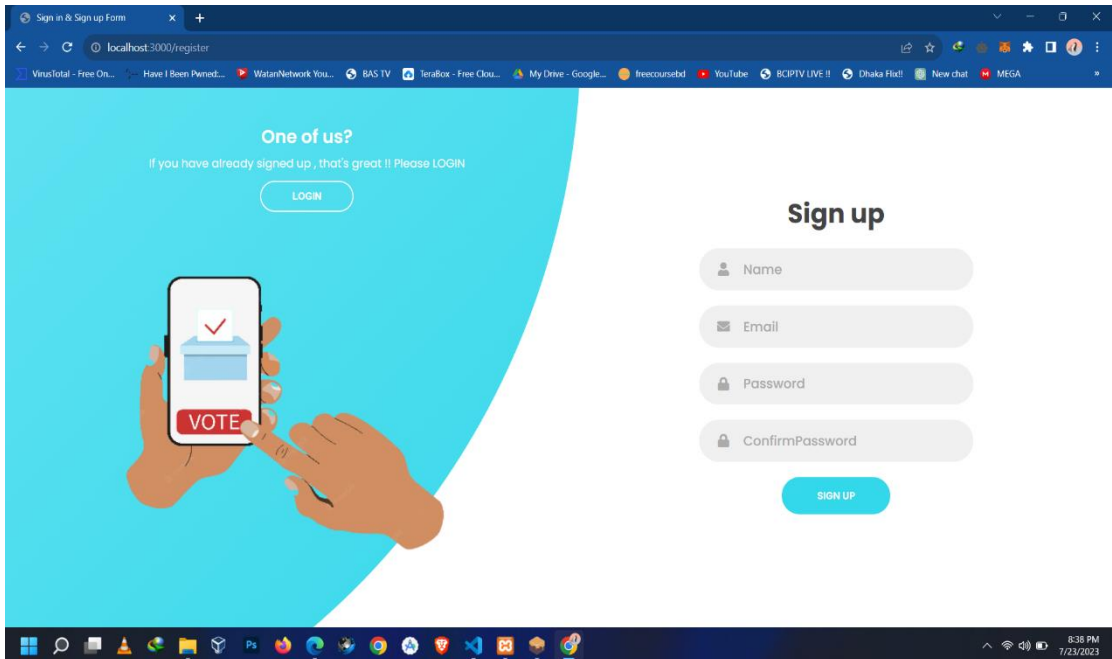 Sign in & Sign up Form
localhost:3000/register
VirusTotal - Free On... Have I Been Pwned:... WatanNetwork You... BAS TV TeraBox - Free Clou... My Drive - Google... freecoursebd YouTube BCIPTV LIVE !! Dhaka Flix!! New chat MEGA »
One of us?
If you have already signed up , that's great !! Please LOGIN
LOGIN
VOTE
Sign up
Name
Email
Password
ConfirmPassword
SIGN UP
Ps
8:38 PM
7/23/2023